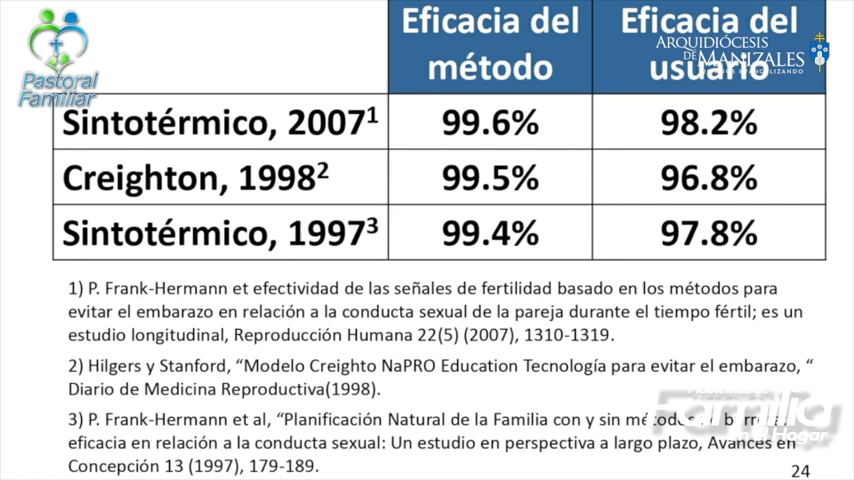 Pastoral
Familiar
Eficacia del
método
Eficacia del
usuario
ARQUIDIÓCESIS
DE MANIZALES
Sintotérmico, 2007¹
99.6%
98.2%
Creighton, 1998²
99.5%
96.8%
Sintotérmico, 1997³
99.4%
97.8%
1) P. Frank-Hermann et efectividad de las señales de fertilidad basado en los métodos para
evitar el embarazo en relación a la conducta sexual de la pareja durante el tiempo fértil; es un
estudio longitudinal, Reproducción Humana 22(5) (2007), 1310-1319.
2) Hilgers y Stanford, “Modelo Creighto NaPRO Education Tecnología para evitar el embarazo, “
Diario de Medicina Reproductiva(1998).
3) P. Frank-Hermann et al, “Planificación Natural de la Familia con y sin
eficacia en relación a la conducta sexual: Un estudio en perspectiva a largo plazo, Avances en
Concepción 13 (1997), 179-189.
Familia
Hogar
24